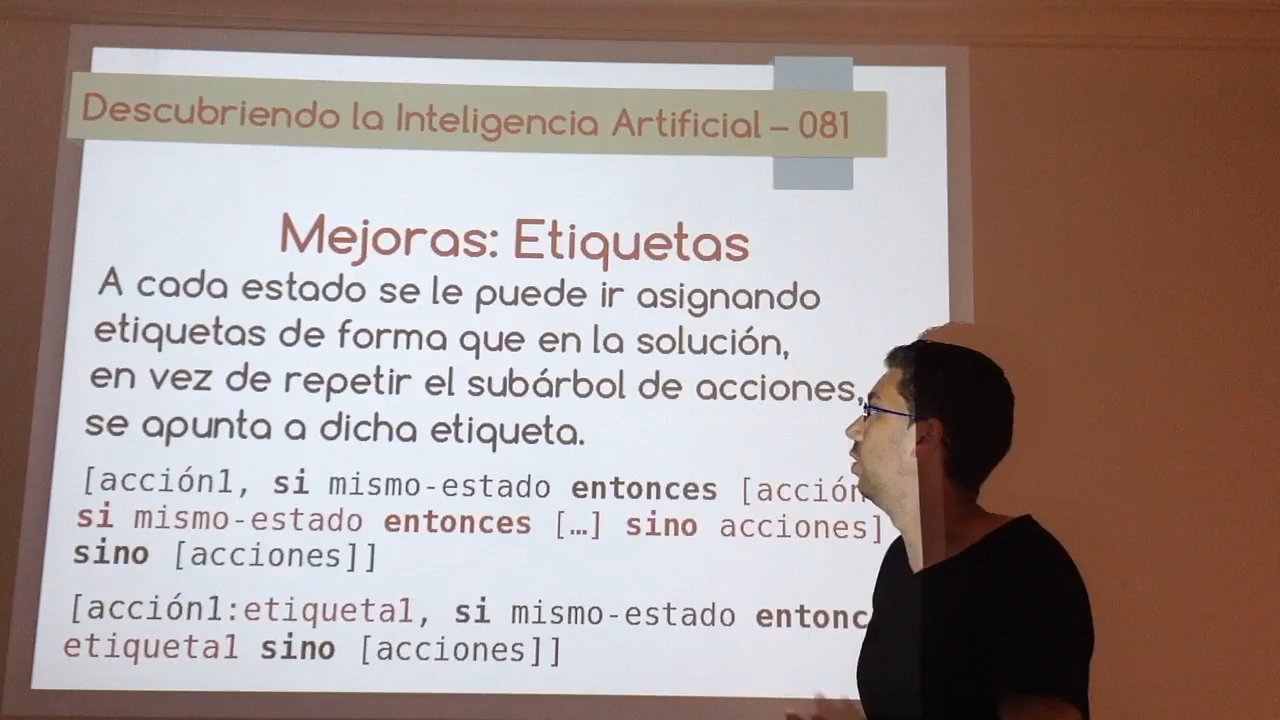 Descubriendo la Inteligencia Artificial – 081
Mejoras: Etiquetas
A cada estado se le puede ir asignando
etiquetas de forma que en la solución,
en vez de repetir el subárbol de acciones,
se apunta a dicha etiqueta.
[acción1, si mismo-estado entonces [acción
si mismo-estado entonces […] sino acciones]
sino [acciones]]
[acción1:etiqueta1, si mismo-estado entonc
etiqueta1 sino [acciones]]